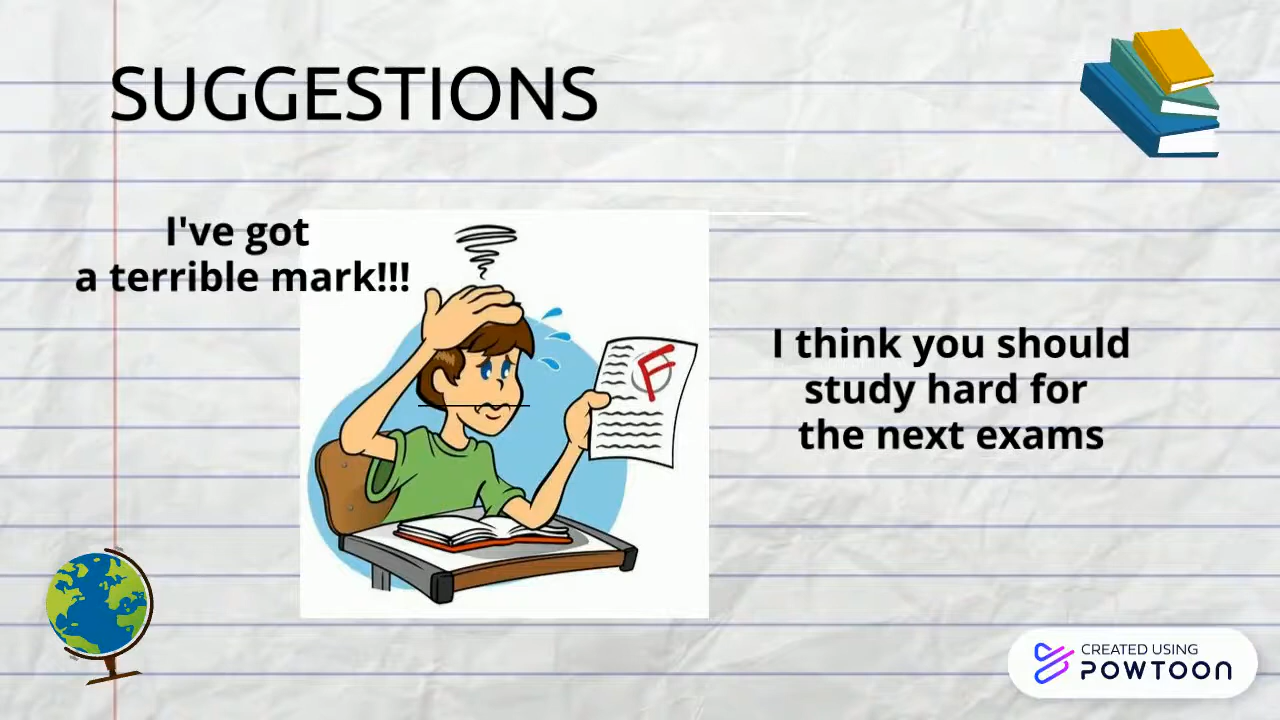 SUGGESTIONS
I've got
a terrible mark!!!
F
I think you should
study hard for
the next exams
CREATED USING
POWTOON